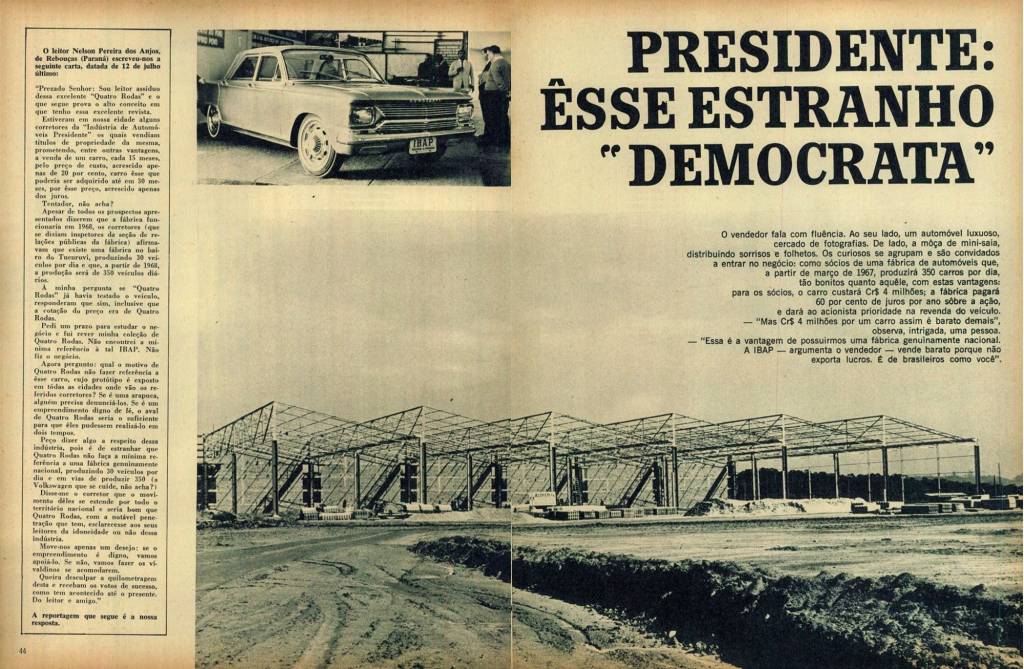 O leitor Nelson Pereira dos Anjos,
de Rebouças (Paraná) escreveu-nos a
seguinte carta, datada de 12 de julho
último:
"Prezado Senhor: Sou leitor assíduo
dessa excelente "Quatro Rodas" e o
que segue prova o alto conceito em
que tenho essa excelente revista.
Estiveram em nossa cidade alguns
corretores da "Indústria de Automó-
veis Presidente" os quais vendiam
títulos de propriedade da mesma,
prometendo, entre outras vantagens,
a venda de um carro, cada 15 meses,
pelo preço de custo, acrescido ape-
nas de 20 por cento, carro êsse que
poderia ser adquirido até em 30 me-
ses, por êsse preço, acrescido apenas
dos juros.
Tentador, não acha?
Apesar de todos os prospectos apre-
sentados dizerem que a fábrica fun-
cionaria em 1968, os corretores (que
se diziam inspetores da seção de re-
lações públicas da fábrica) afirma-
vam que existe uma fábrica no bai-
rro do Tucuruvi, produzindo 30 veí-
culos por dia e que, a partir de 1968,
a produção será de 350 veículos diá-
rios.
A minha pergunta se "Quatro
Rodas" já havia testado o veículo,
responderam que sim, inclusive que
a cotação do preço era de Quatro
Rodas.
Pedi um prazo para estudar o ne-
gócio e fui rever minha coleção de
Quatro Rodas. Não encontrei a mí-
nima referência à tal IBAP. Não
fiz o negócio.
Agora pergunto: qual o motivo de
Quatro Rodas não fazer referência a
êsse carro, cujo protótipo é exposto
em tôdas as cidades onde vão os re-
feridos corretores? Se é uma arapuca,
alguém precisa denunciá-los. Se é um
empreendimento digno de fé, o aval
de Quatro Rodas seria o suficiente
para que êles pudessem realizá-lo em
dois tempos.
Peço dizer algo a respeito dessa
indústria, pois é de estranhar que
Quatro Rodas não faça a mínima re-
ferência a uma fábrica genuinamente
nacional, produzindo 30 veículos por
dia e em vias de produzir 350 (a
Volkswagen que se cuide, não acha?)
Disse-me o corretor que o movi-
mento dêles se estende por todo o
território nacional e seria bom que
Quatro Rodas, com a notável pene-
tração que tem, esclarecesse aos seus
leitores da idoneidade ou não dessa
indústria.
Move-nos apenas um desejo: se o
empreendimento é digno, vamos
apoiá-lo. Se não, vamos fazer os vi-
valdinos se acomodarem.
Queira desculpar a quilometragem
desta e recebam os votos de sucesso,
como tem acontecido até o presente.
Do leitor e amigo."
A reportagem que segue é a nossa
resposta.
44
IBAP
PRESIDENTE:
ÊSSE ESTRANHO
"DEMOCRATA"
O vendedor fala com fluência. Ao seu lado, um automóvel luxuoso,
cercado de fotografias. De lado, a môça de mini-saia,
distribuindo sorrisos e folhetos. Os curiosos se agrupam e são convidados
a entrar no negócio: como sócios de uma fábrica de automóveis que,
a partir de março de 1967, produzirá 350 carros por dia,
tão bonitos quanto aquêle, com estas vantagens:
para os sócios, o carro custará Cr$ 4 milhões; a fábrica pagará
60 por cento de juros por ano sôbre a ação,
e dará ao acionista prioridade na revenda do veículo.
— "Mas Cr$ 4 milhões por um carro assim é barato demais",
observa, intrigada, uma pessoa.
— "Essa é a vantagem de possuirmos uma fábrica genuinamente nacional.
A IBAP — argumenta o vendedor — vende barato porque não
exporta lucros. É de brasileiros como você".